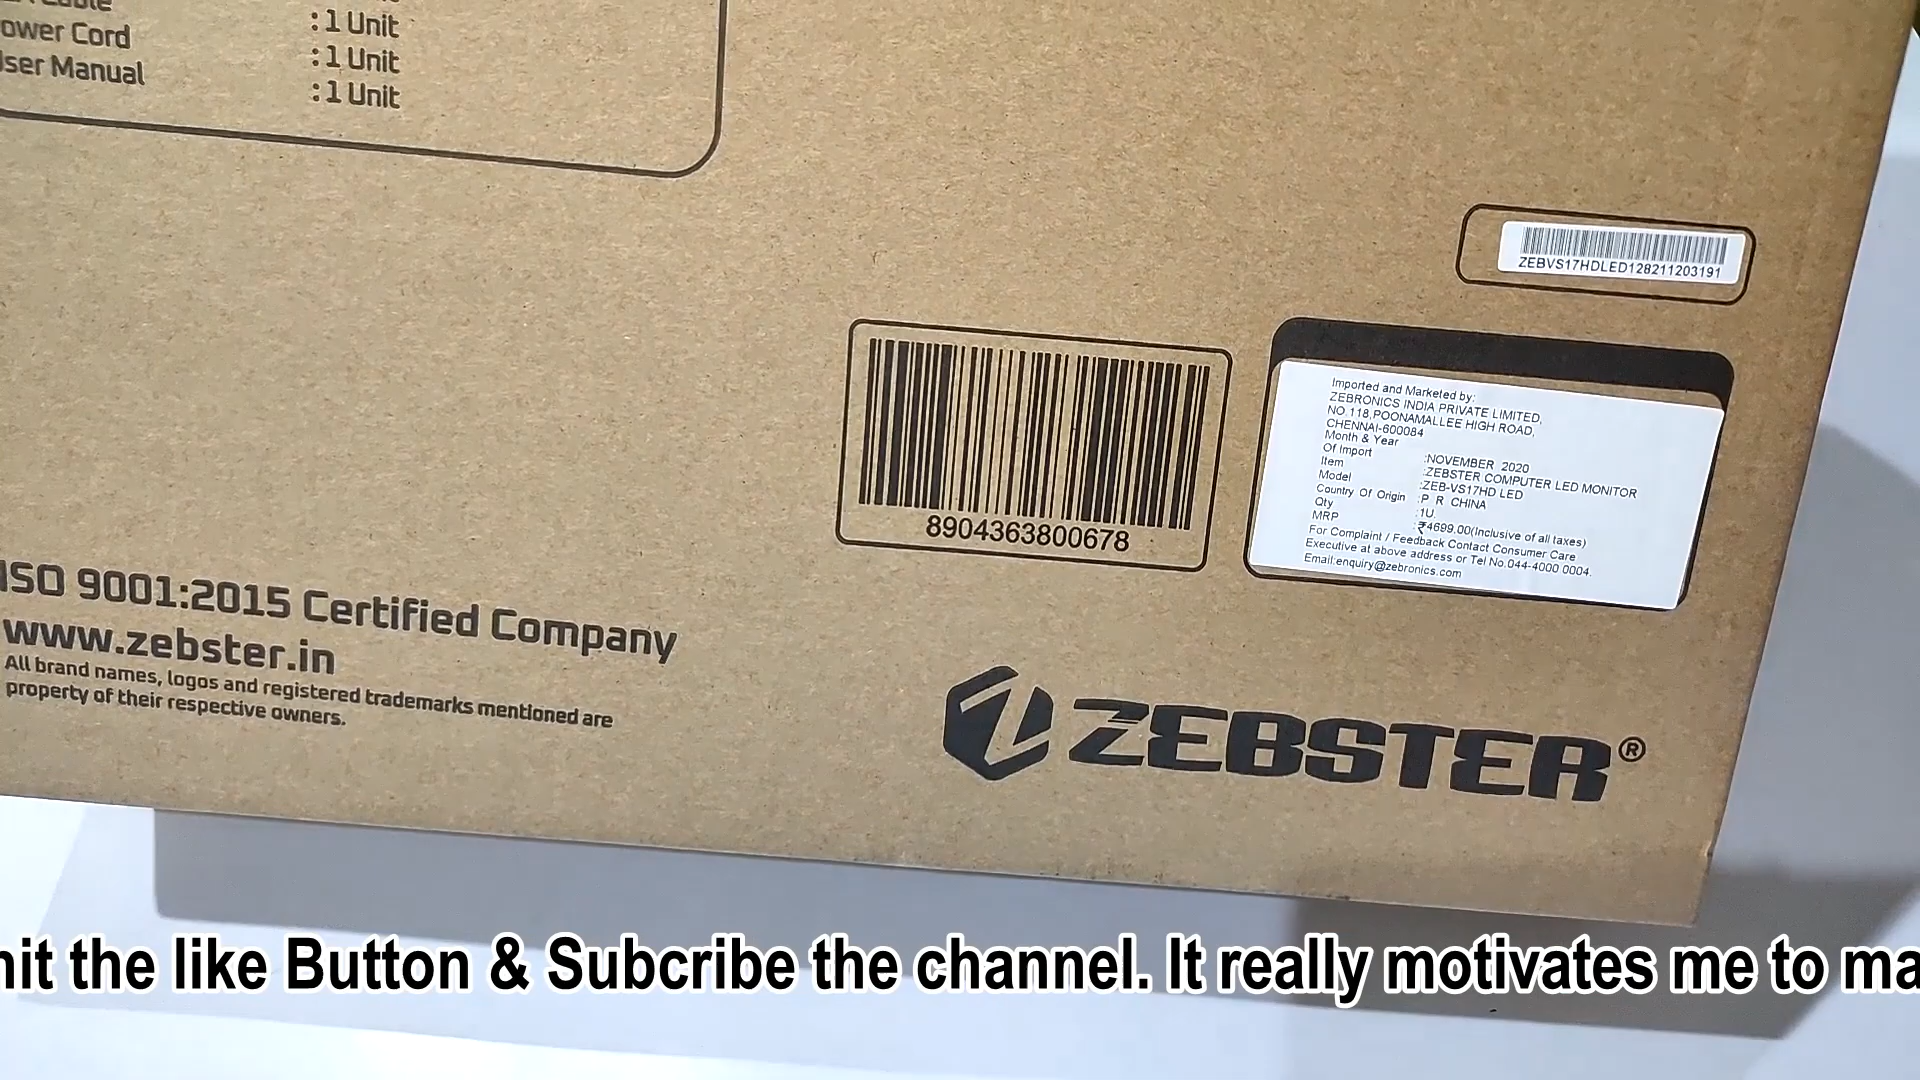 ower Cord : 1 Unit
ser Manual : 1 Unit
: 1 Unit
ZEBVS17HDLED128211203191
8904363800678
Imported and Marketed by:
ZEBRONICS INDIA PRIVATE LIMITED,
NO.118,POONAMALLEE HIGH ROAD,
CHENNAI-600084
Month & Year
Of Import :NOVEMBER 2020
Item :ZEBSTER COMPUTER LED MONITOR
Model :ZEB-VS17HD LED
Country Of Origin :P R CHINA
Qty :1U.
MRP :₹4699.00(Inclusive of all taxes)
For Complaint / Feedback Contact Consumer Care
Executive at above address or Tel No.044-4000 0004.
Email:enquiry@zebronics.com
ISO 9001:2015 Certified Company
www.zebster.in
All brand names, logos and registered trademarks mentioned are
property of their respective owners.
ZEBSTER®
hit the like Button & Subcribe the channel. It really motivates me to ma